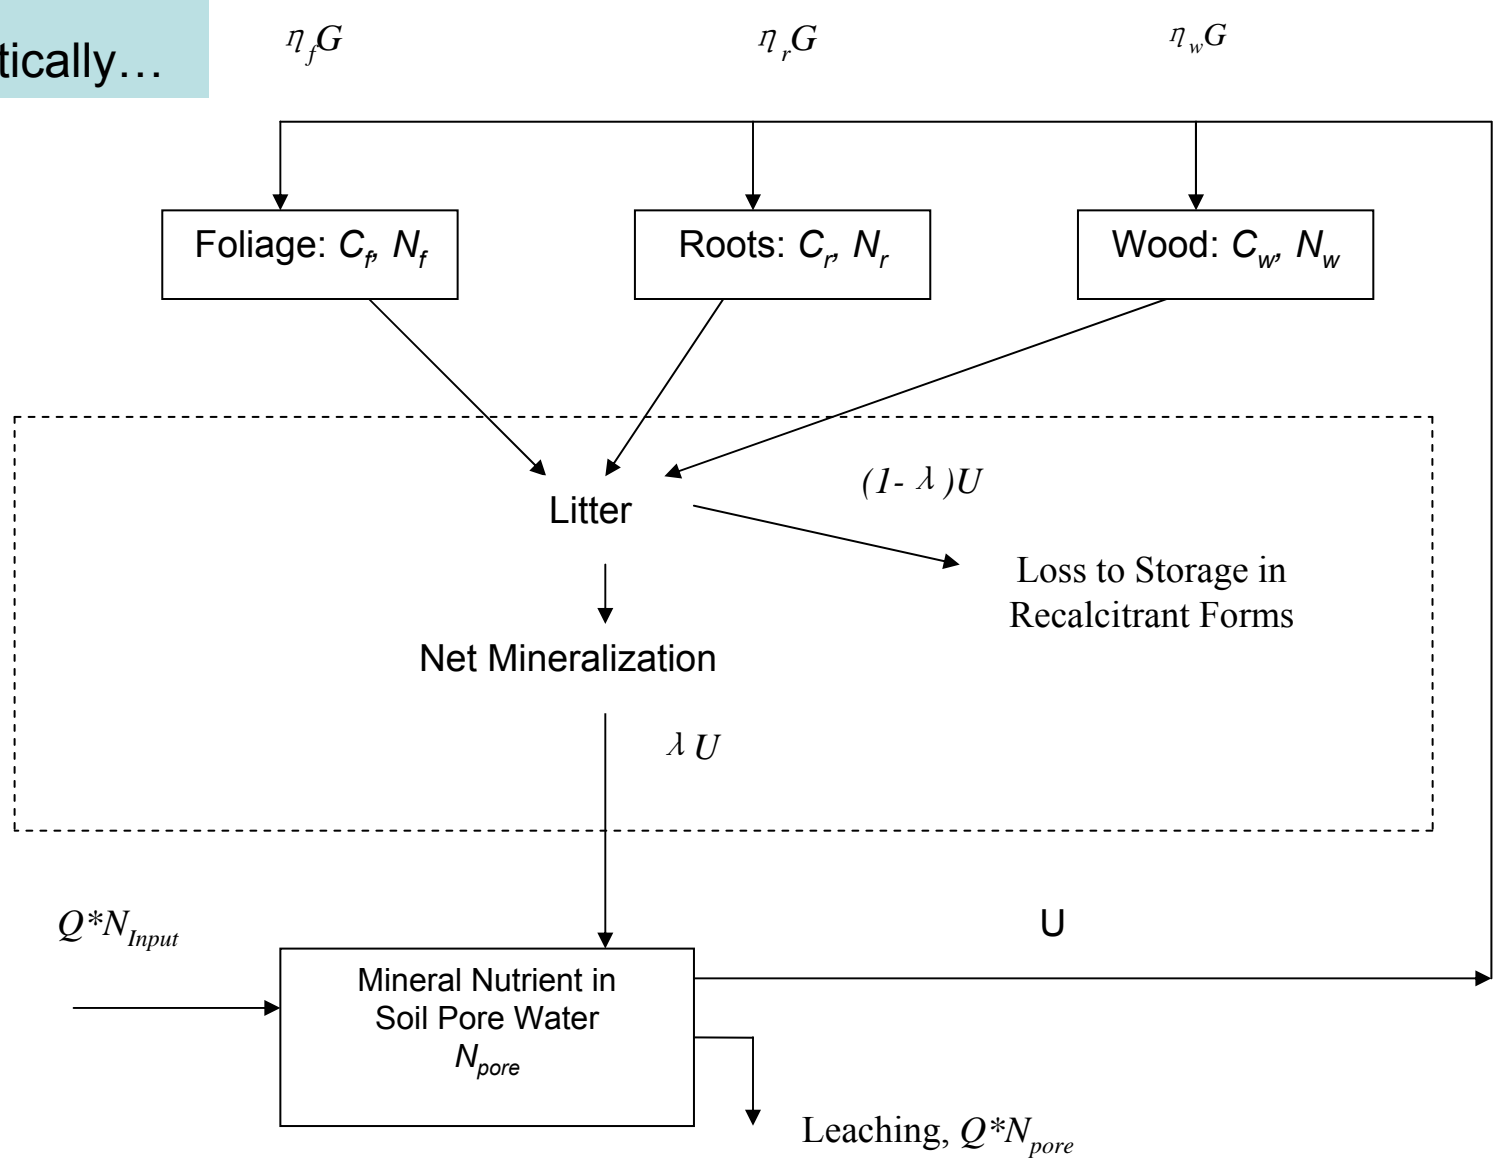 tically…
η_f G
η_r G
η_w G
Foliage: C_f, N_f
Roots: C_r, N_r
Wood: C_w, N_w
(1- λ)U
Litter
Loss to Storage in
Recalcitrant Forms
Net Mineralization
λ U
Q*N_Input
U
Mineral Nutrient in
Soil Pore Water
N_pore
Leaching, Q*N_pore